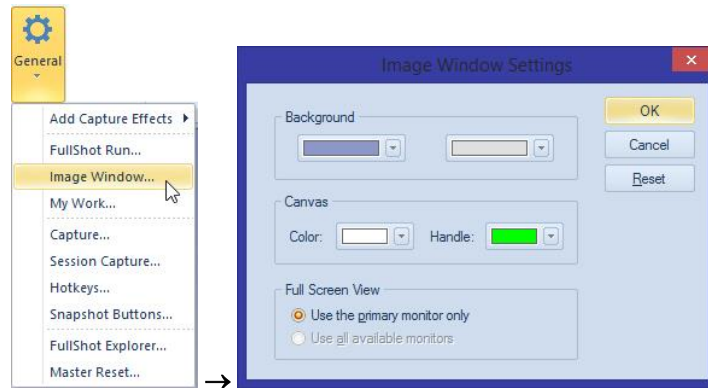 General
Add Capture Effects
FullShot Run...
Image Window...
My Work...
Capture...
Session Capture...
Hotkeys...
Snapshot Buttons...
FullShot Explorer...
Master Reset...
→
Image Window Settings
Background
OK
Cancel
Reset
Canvas
Color: Handle:
Full Screen View
Use the primary monitor only
Use all available monitors